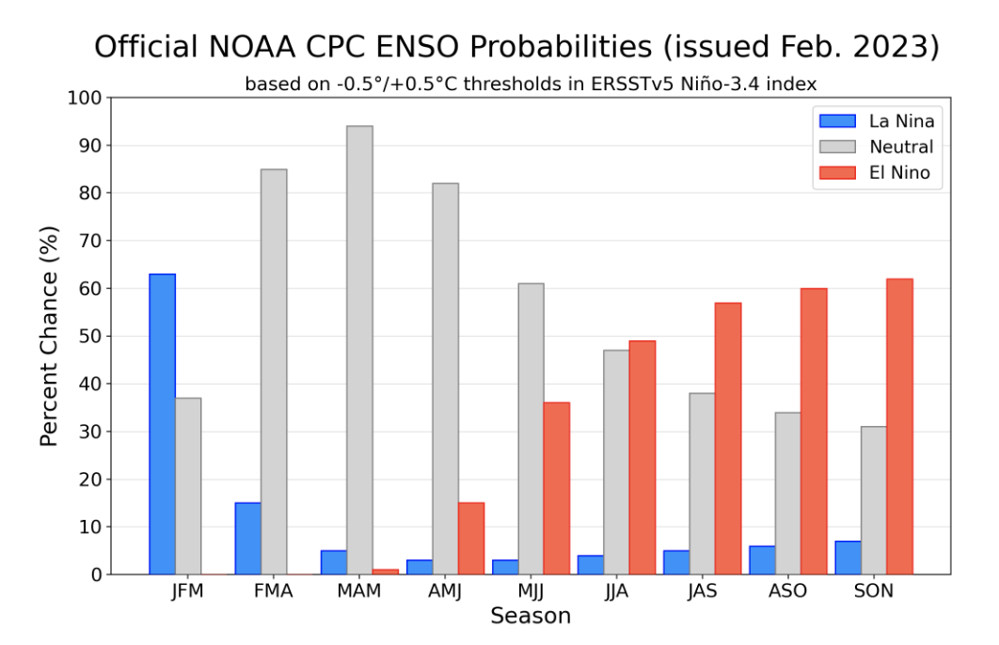 Official NOAA CPC ENSO Probabilities (issued Feb. 2023)
based on -0.5°/+0.5°C thresholds in ERSSTv5 Niño-3.4 index
100
90
80
70
60
50
40
30
20
10
0
Percent Chance (%)
La Nina
Neutral
El Nino
JFM FMA MAM AMJ MJJ JJA JAS ASO SON
Season